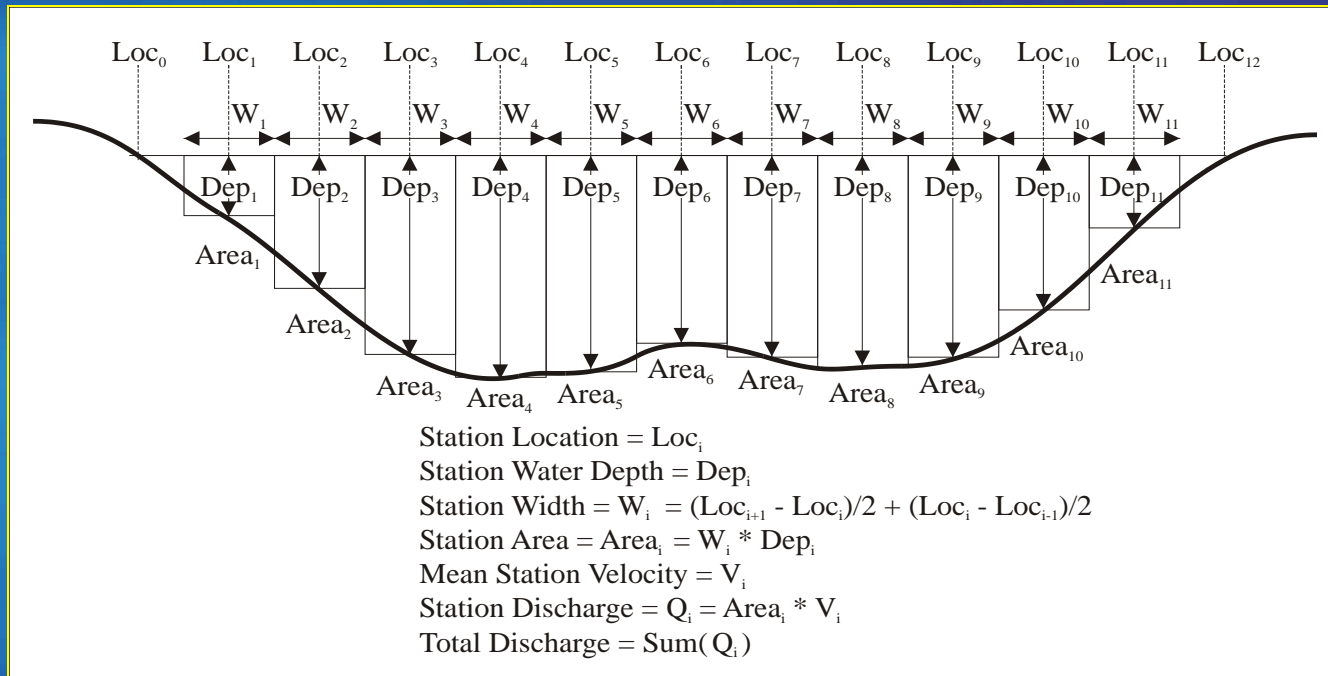 Loc₀ Loc₁ Loc₂ Loc₃ Loc₄ Loc₅ Loc₆ Loc₇ Loc₈ Loc₉ Loc₁₀ Loc₁₁ Loc₁₂
W₁ W₂ W₃ W₄ W₅ W₆ W₇ W₈ W₉ W₁₀ W₁₁
Dep₁ Dep₂ Dep₃ Dep₄ Dep₅ Dep₆ Dep₇ Dep₈ Dep₉ Dep₁₀ Dep₁₁
Area₁ Area₂ Area₃ Area₄ Area₅ Area₆ Area₇ Area₈ Area₉ Area₁₀ Area₁₁
Station Location = Locᵢ
Station Water Depth = Depᵢ
Station Width = Wᵢ = (Locᵢ₊₁ - Locᵢ)/2 + (Locᵢ - Locᵢ₋₁)/2
Station Area = Areaᵢ = Wᵢ * Depᵢ
Mean Station Velocity = Vᵢ
Station Discharge = Qᵢ = Areaᵢ * Vᵢ
Total Discharge = Sum( Qᵢ)